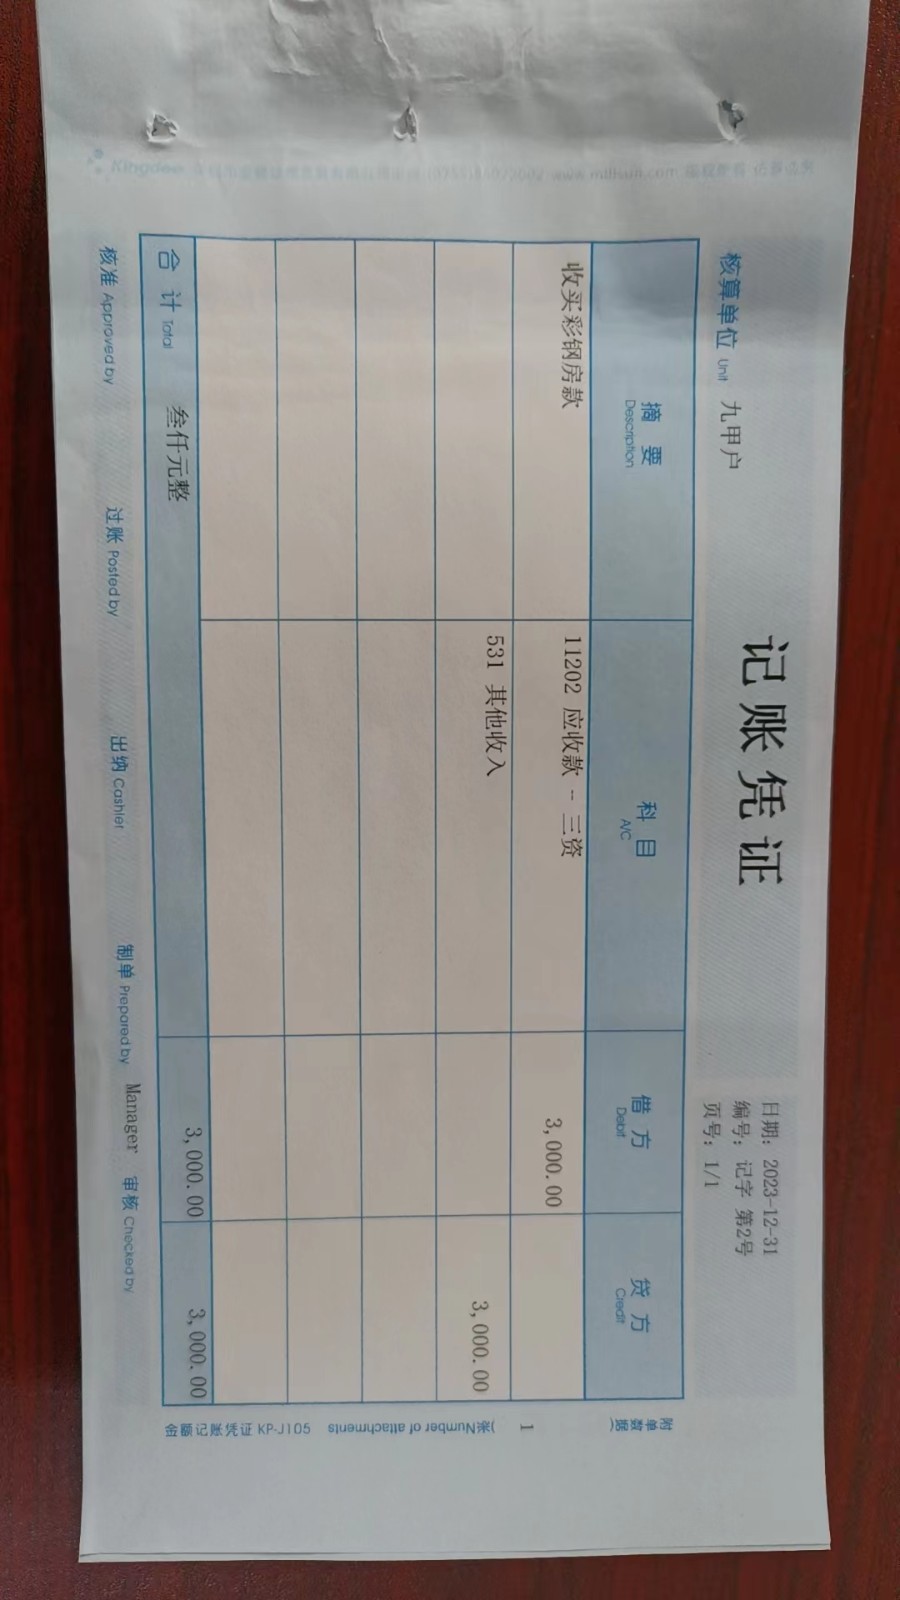 记账凭证
日期：2023-12-31
编号：记字 第2号
核算单位 Unit 九甲户
页号：1/1
摘要 Description 科目 A/C 借方 Debit 贷方 Credit
收买彩钢房款 11202 应收款 - 三资 3,000.00
531 其他收入 3,000.00
合计 Total 叁仟元整 3,000.00 3,000.00
附单据数( 1 )张Number of attachments
金额记账凭证 KP-J105
核准 Approved by 过账 Posted by 出纳 Cashier 制单 Prepared by Manager 审核 Checked by
Kingdee